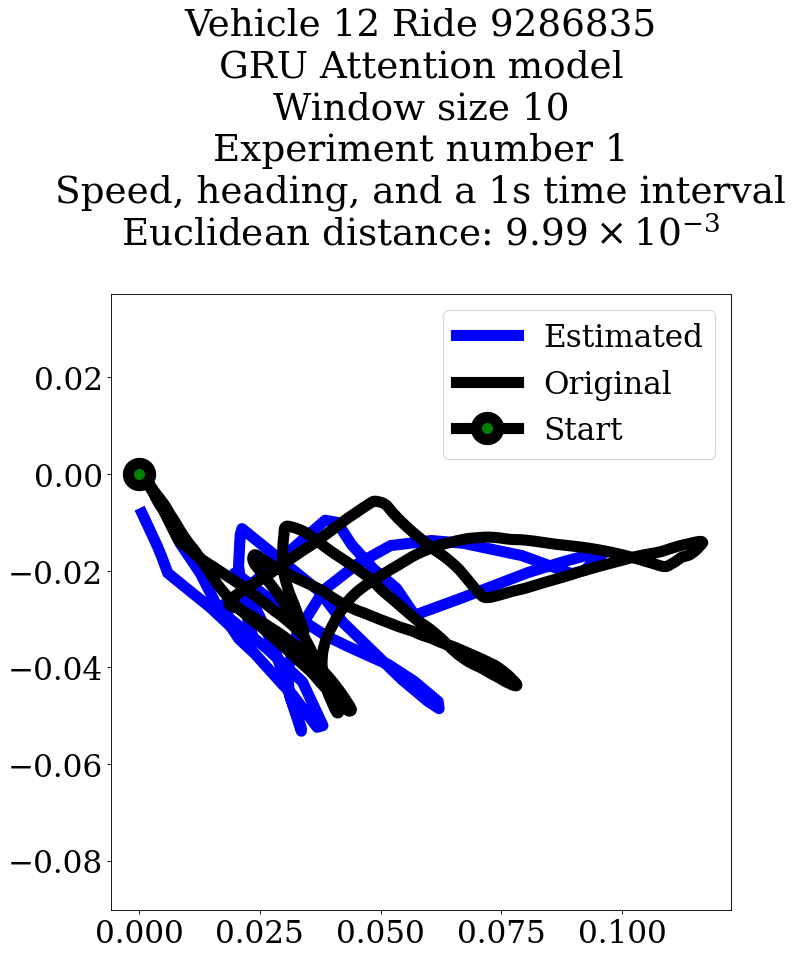 Vehicle 12 Ride 9286835
GRU Attention model
Window size 10
Experiment number 1
Speed, heading, and a 1s time interval
Euclidean distance: 9.99 × 10⁻³
Estimated
Original
Start
0.02
0.00
−0.02
−0.04
−0.06
−0.08
0.000 0.025 0.050 0.075 0.100